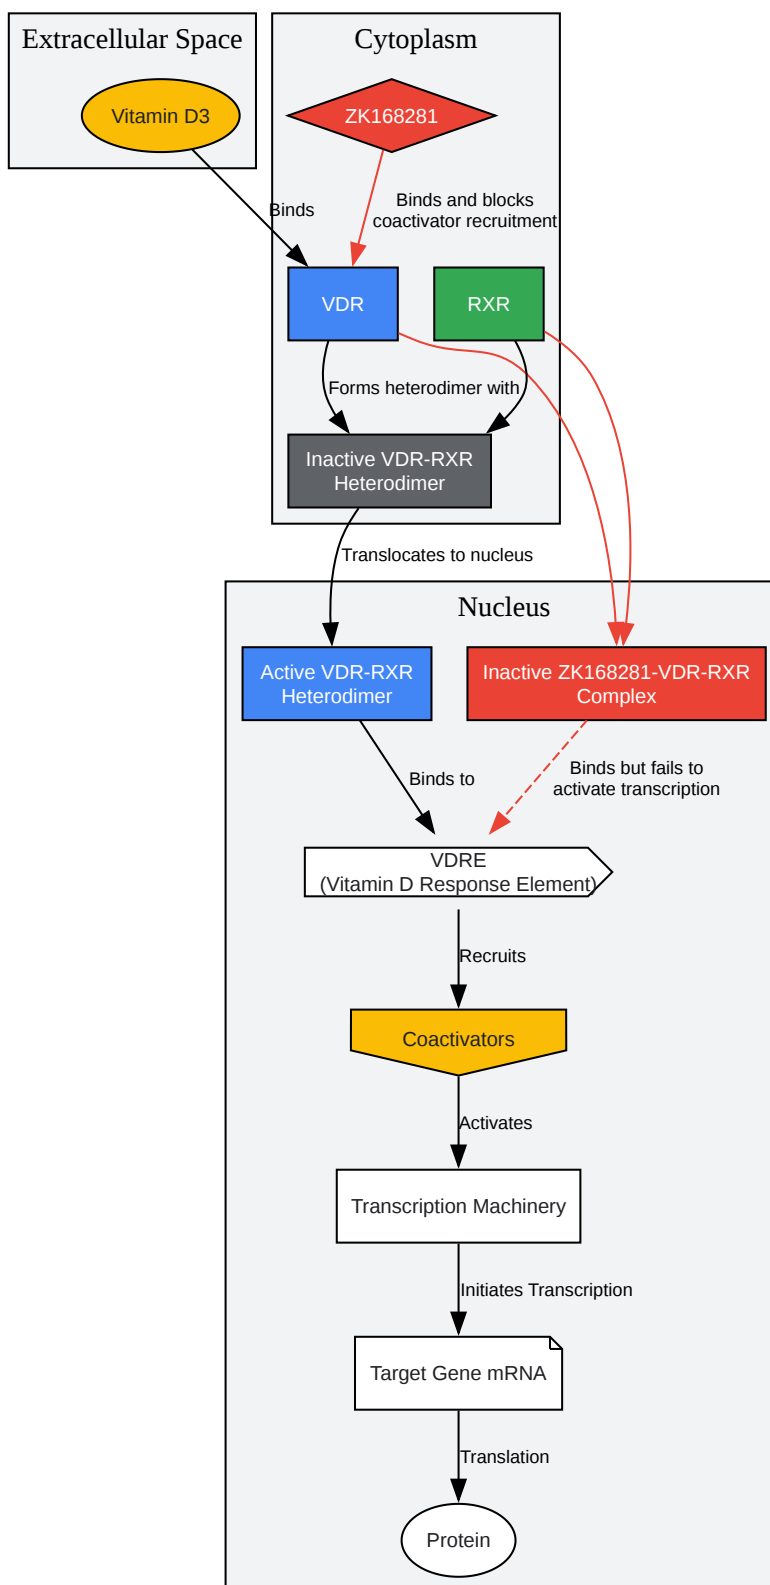 Extracellular Space
Cytoplasm
Vitamin D3
ZK168281
Binds
Binds and blocks
coactivator recruitment
VDR
RXR
Forms heterodimer with
Inactive VDR-RXR
Heterodimer
Translocates to nucleus
Nucleus
Active VDR-RXR
Heterodimer
Inactive ZK168281-VDR-RXR
Complex
Binds to
Binds but fails to
activate transcription
VDRE
(Vitamin D Response Element)
Recruits
Coactivators
Activates
Transcription Machinery
Initiates Transcription
Target Gene mRNA
Translation
Protein